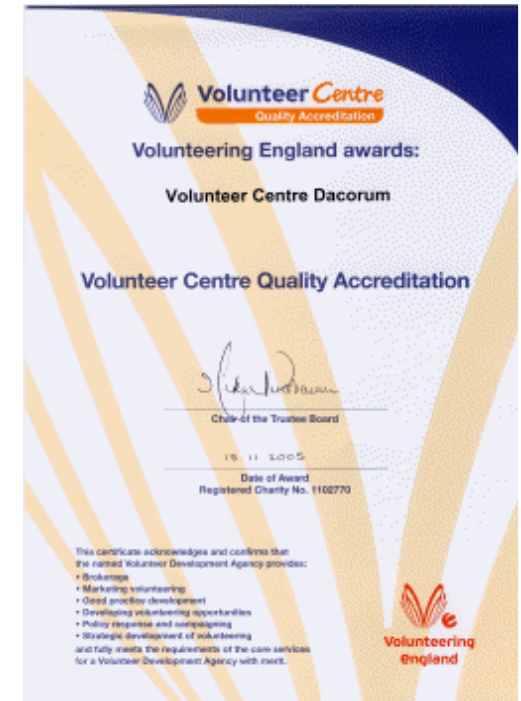 Volunteer Centre
Quality Accreditation
Volunteering England awards:
Volunteer Centre Dacorum
Volunteer Centre Quality Accreditation
Chair of the Trustee Board
11 2005
Date of Award
Registered Charity No. 1102770
This certificate acknowledges and confirms that
the named Volunteer Development Agency provides:
• Brokerage
• Marketing volunteering
• Good practice development
• Developing volunteering opportunities
• Policy response and campaigning
• Strategic development of volunteering
and fully meets the requirements of the core services
for a Volunteer Development Agency with merit.
Volunteering
england